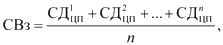 СВз = (СД¹цп + СД²цп + ... + СДⁿцп) / n,